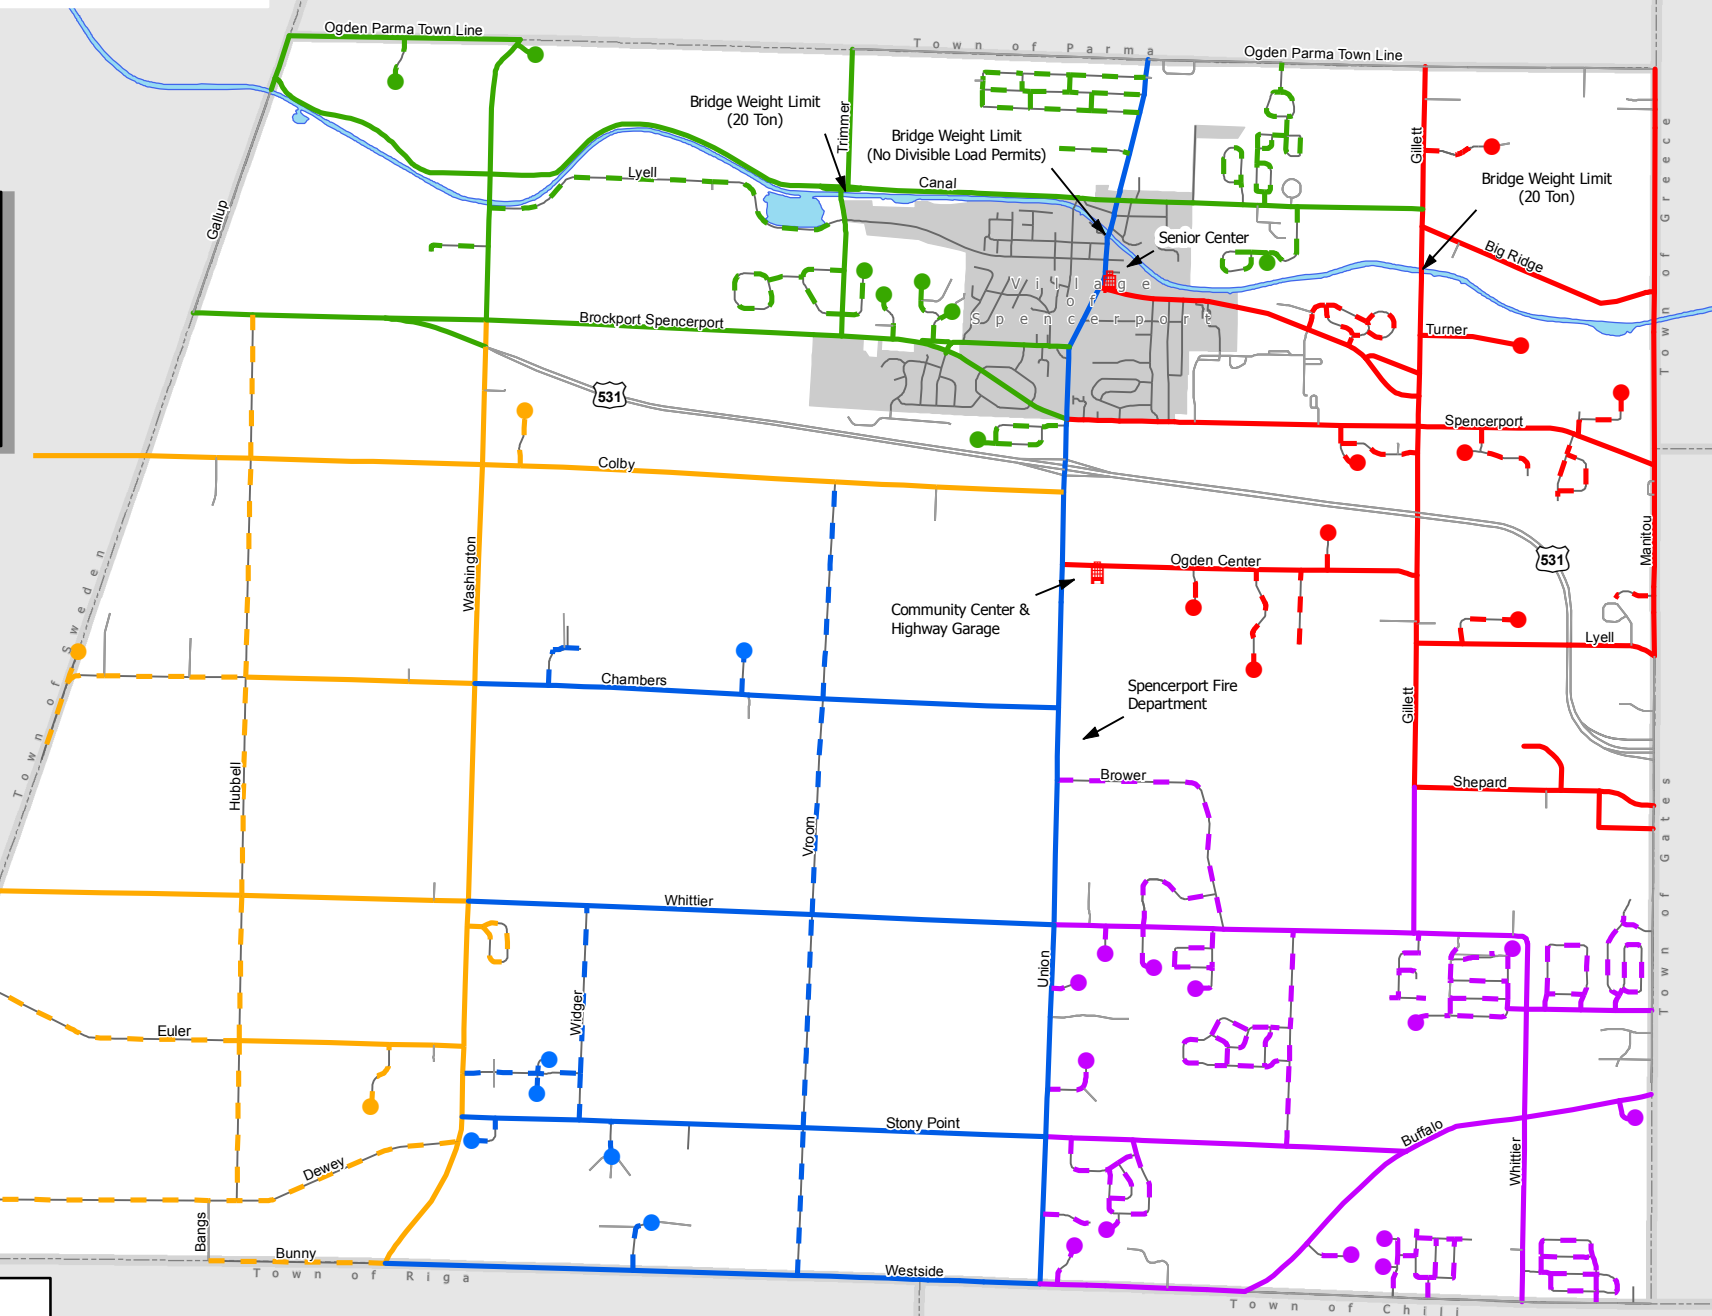 Ogden Parma Town Line
Town of Parma
Ogden Parma Town Line
Bridge Weight Limit
(20 Ton)
Trimmer
Bridge Weight Limit
(No Divisible Load Permits)
Gillett
Town of Greece
Bridge Weight Limit
(20 Ton)
Lyell
Canal
Gallup
Senior Center
Big Ridge
Village
of
Spencerport
Brockport Spencerport
Turner
531
Spencerport
Colby
Washington
Manitou
531
Ogden Center
Community Center &
Highway Garage
Town of Sweden
Lyell
Chambers
Spencerport Fire
Department
Gillett
Hubbell
Vroom
Brower
Shepard
Town of Gates
Whittier
Union
Widger
Euler
Stony Point
Buffalo
Whittier
Dewey
Bangs
Bunny
Westside
Town of Riga
Town of Chili